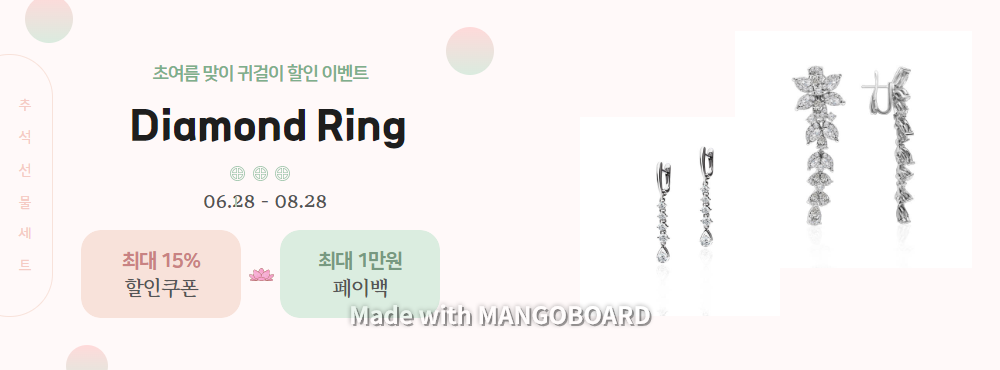 추
석
선
물
세
트
초여름 맞이 귀걸이 할인 이벤트
Diamond Ring
06.28 - 08.28
최대 15%
할인쿠폰
최대 1만원
페이백
Made with MANGOBOARD